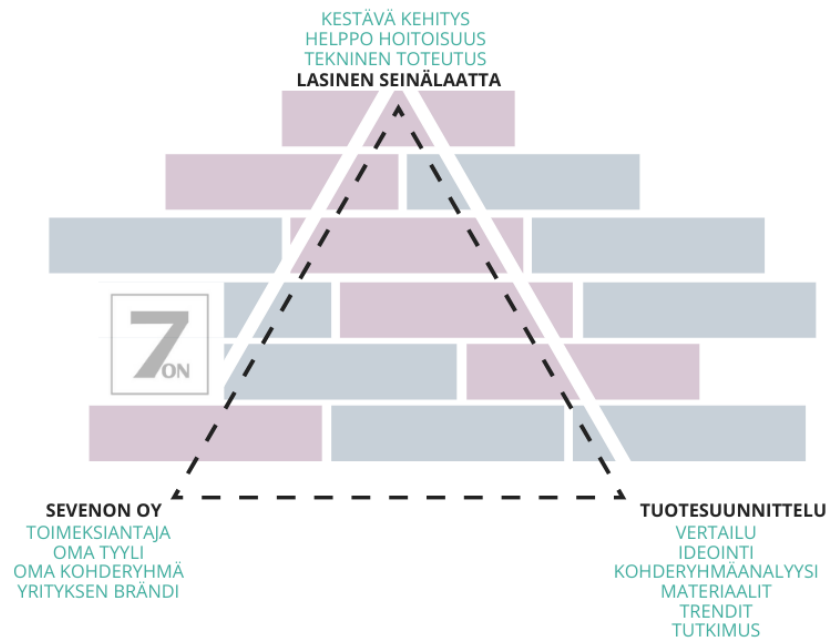 KESTÄVÄ KEHITYS
HELPPO HOITOISUUS
TEKNINEN TOTEUTUS
LASINEN SEINÄLAATTA
7
ON
SEVENON OY
TOIMEKSIANTAJA
OMA TYYLI
OMA KOHDERYHMÄ
YRITYKSEN BRÄNDI
TUOTESUUNNITTELU
VERTAILU
IDEOINTI
KOHDERYHMÄANALYYSI
MATERIAALIT
TRENDIT
TUTKIMUS